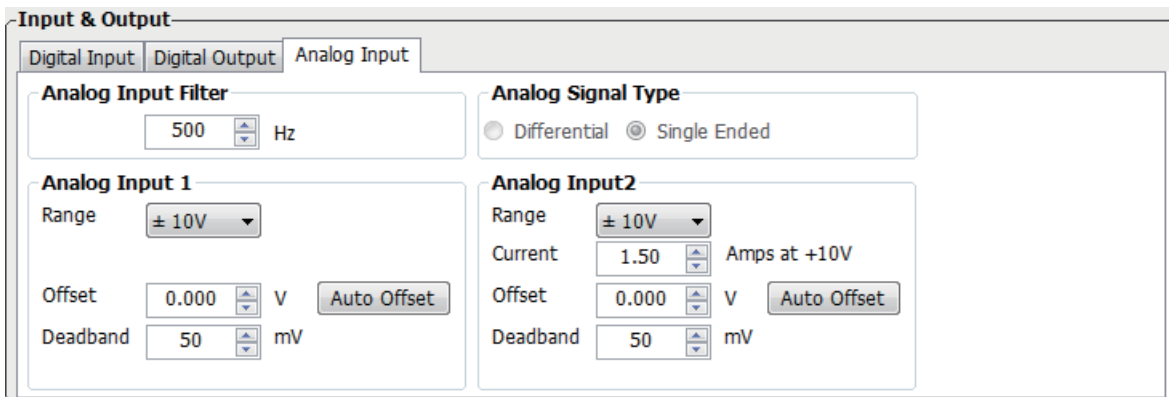 Input & Output
Digital Input Digital Output Analog Input
Analog Input Filter
500 Hz
Analog Signal Type
Differential Single Ended
Analog Input 1
Range ± 10V
Offset 0.000 V Auto Offset
Deadband 50 mV
Analog Input2
Range ± 10V
Current 1.50 Amps at +10V
Offset 0.000 V Auto Offset
Deadband 50 mV